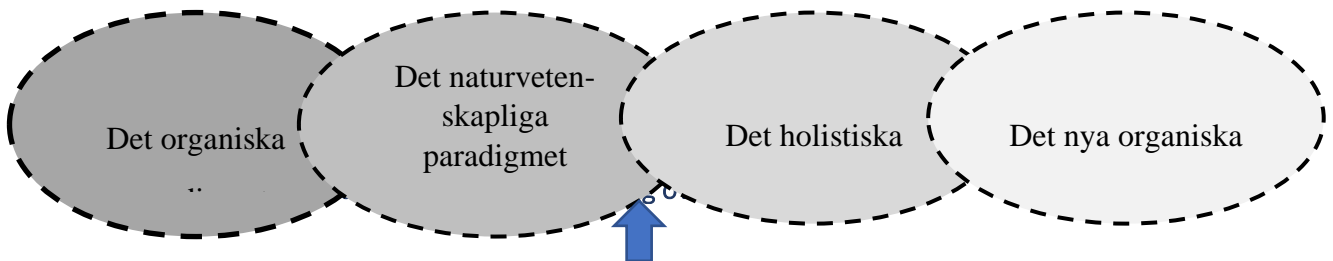 Det organiska
Det naturveten-
skapliga
paradigmet
Det holistiska
Det nya organiska